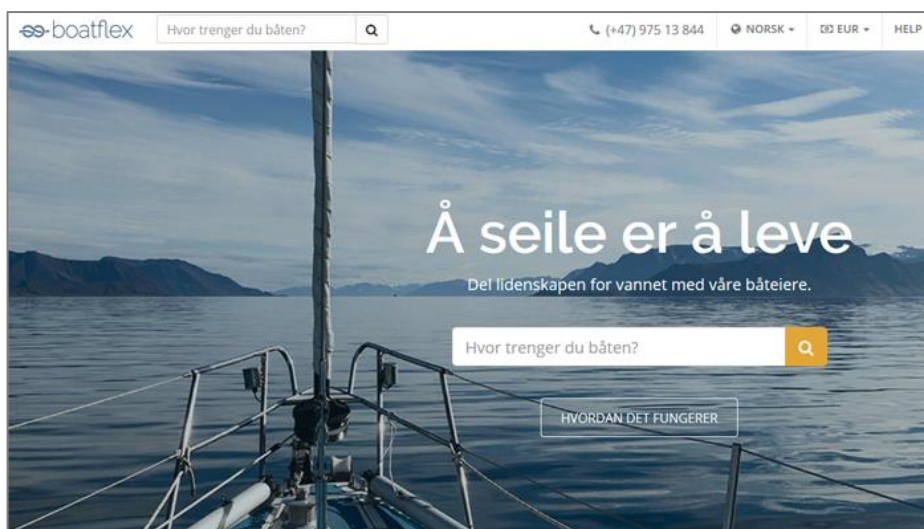 boatflex
Hvor trenger du båten?
(+47) 975 13 844
NORSK
EUR
HELP
Å seile er å leve
Del lidenskapen for vannet med våre båteiere.
Hvor trenger du båten?
HVORDAN DET FUNGERER